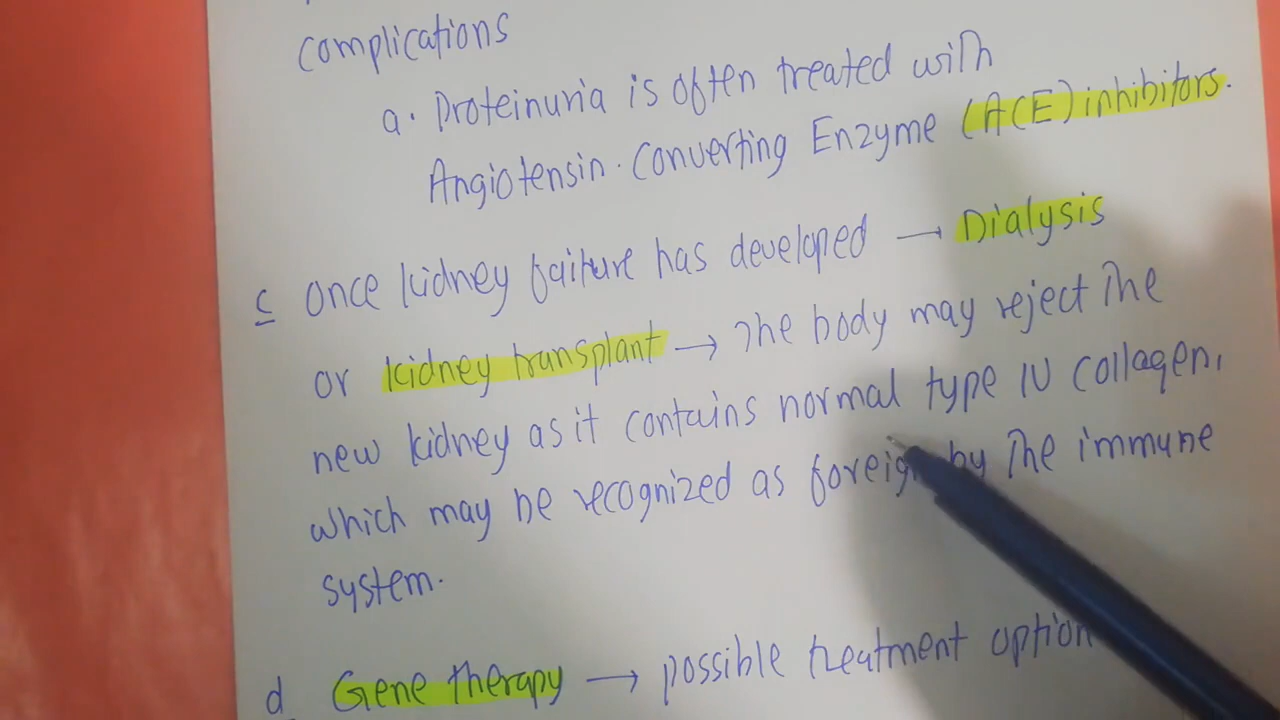 complications
a. Proteinuria is often treated with
Angiotensin. Converting Enzyme (ACE) inhibitors.
c Once kidney failure has developed → Dialysis
or kidney transplant → The body may reject The
new kidney as it contains normal type IV collagen,
which may be recognized as foreign by The immune
system.
d Gene therapy → possible treatment option